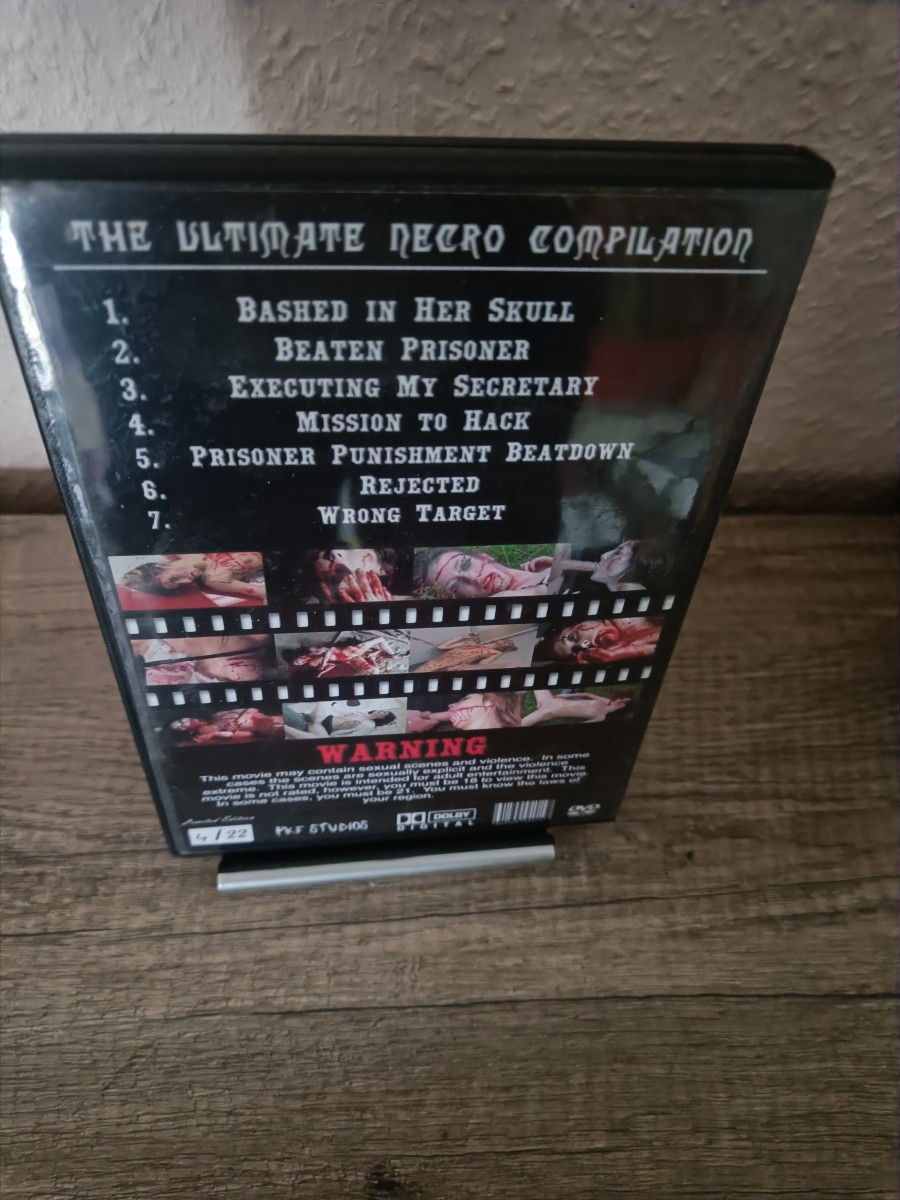 THE ULTIMATE NECRO COMPILATION
1. BASHED IN HER SKULL
2. BEATEN PRISONER
3. EXECUTING MY SECRETARY
4. MISSION TO HACK
5. PRISONER PUNISHMENT BEATDOWN
6. REJECTED
7. WRONG TARGET
WARNING
This movie may contain sexual scenes and violence. In some
cases the scenes are sexually explicit and the violence
extreme. This movie is intended for adult entertainment. This
movie is not rated, however, you must be 18 to view this movie.
In some cases, you must be 21. You must know the laws of
your region.
Limited Edition
4/22
PKF STUDIOS
DOLBY
DIGITAL
DVD